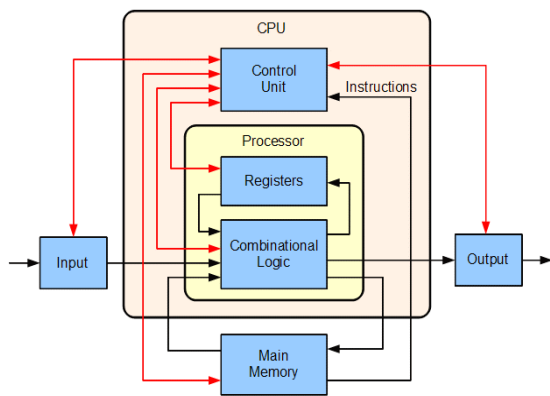 CPU
Control
Unit
Instructions
Processor
Registers
Combinational
Logic
Input
Output
Main
Memory